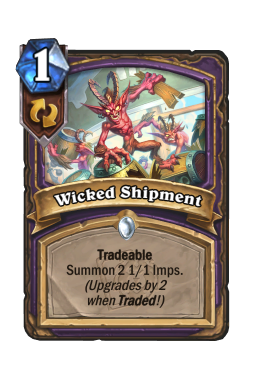 1
Wicked Shipment
Tradeable
Summon 2 1/1 Imps.
(Upgrades by 2
when Traded!)